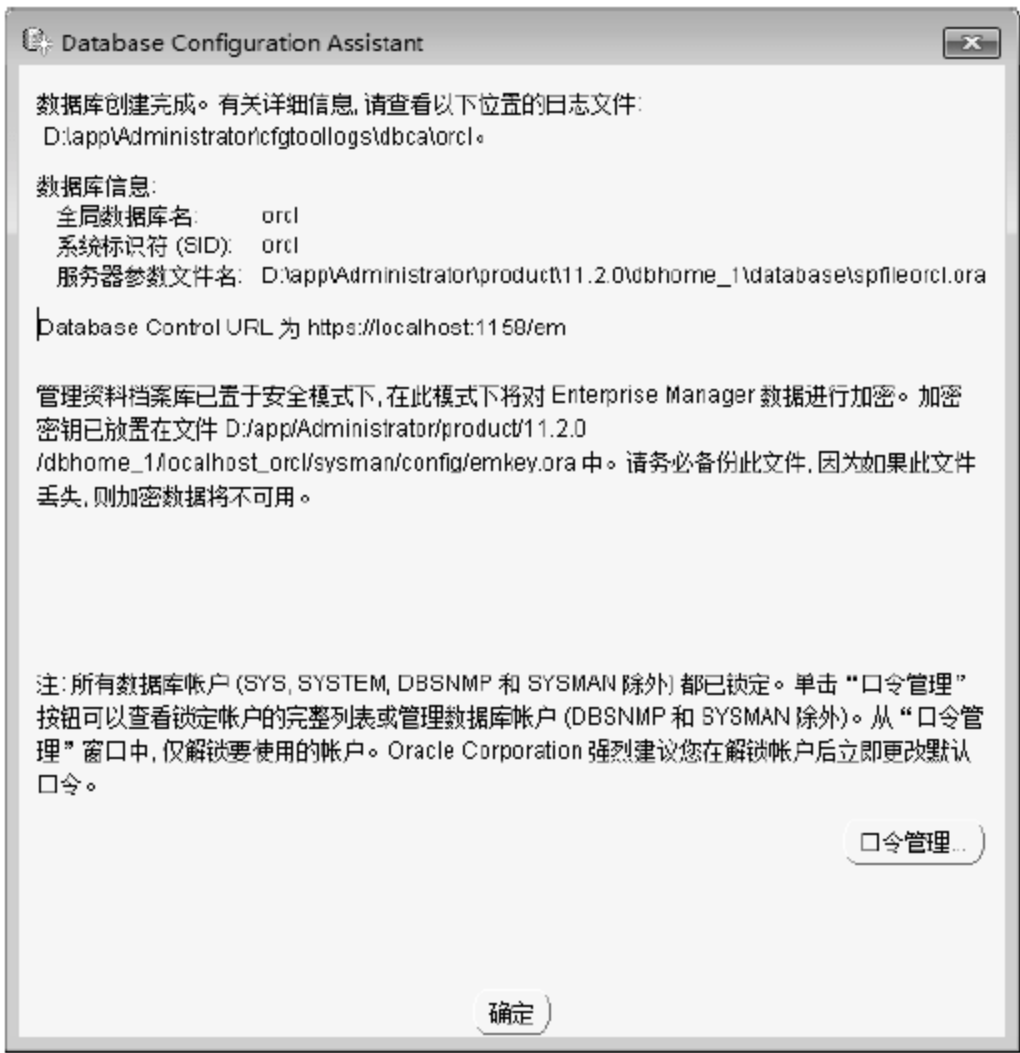 Database Configuration Assistant
数据库创建完成。有关详细信息,请查看以下位置的日志文件:
D:\app\Administrator\cfgtoollogs\dbca\orcl。
数据库信息:
全局数据库名: orcl
系统标识符 (SID): orcl
服务器参数文件名: D:\app\Administrator\product\11.2.0\dbhome_1\database\spfileorcl.ora
Database Control URL 为 https://localhost:1158/em
管理资料档案库已置于安全模式下,在此模式下将对 Enterprise Manager 数据进行加密。加密
密钥已放置在文件 D:/app/Administrator/product/11.2.0
/dbhome_1/localhost_orcl/sysman/config/emkey.ora 中。请务必备份此文件,因为如果此文件
丢失,则加密数据将不可用。
注:所有数据库帐户 (SYS, SYSTEM, DBSNMP 和 SYSMAN 除外) 都已锁定。单击“口令管理”
按钮可以查看锁定帐户的完整列表或管理数据库帐户 (DBSNMP 和 SYSMAN 除外)。从“口令管
理”窗口中,仅解锁要使用的帐户。Oracle Corporation 强烈建议您在解锁帐户后立即更改默认
口令。
口令管理...
确定